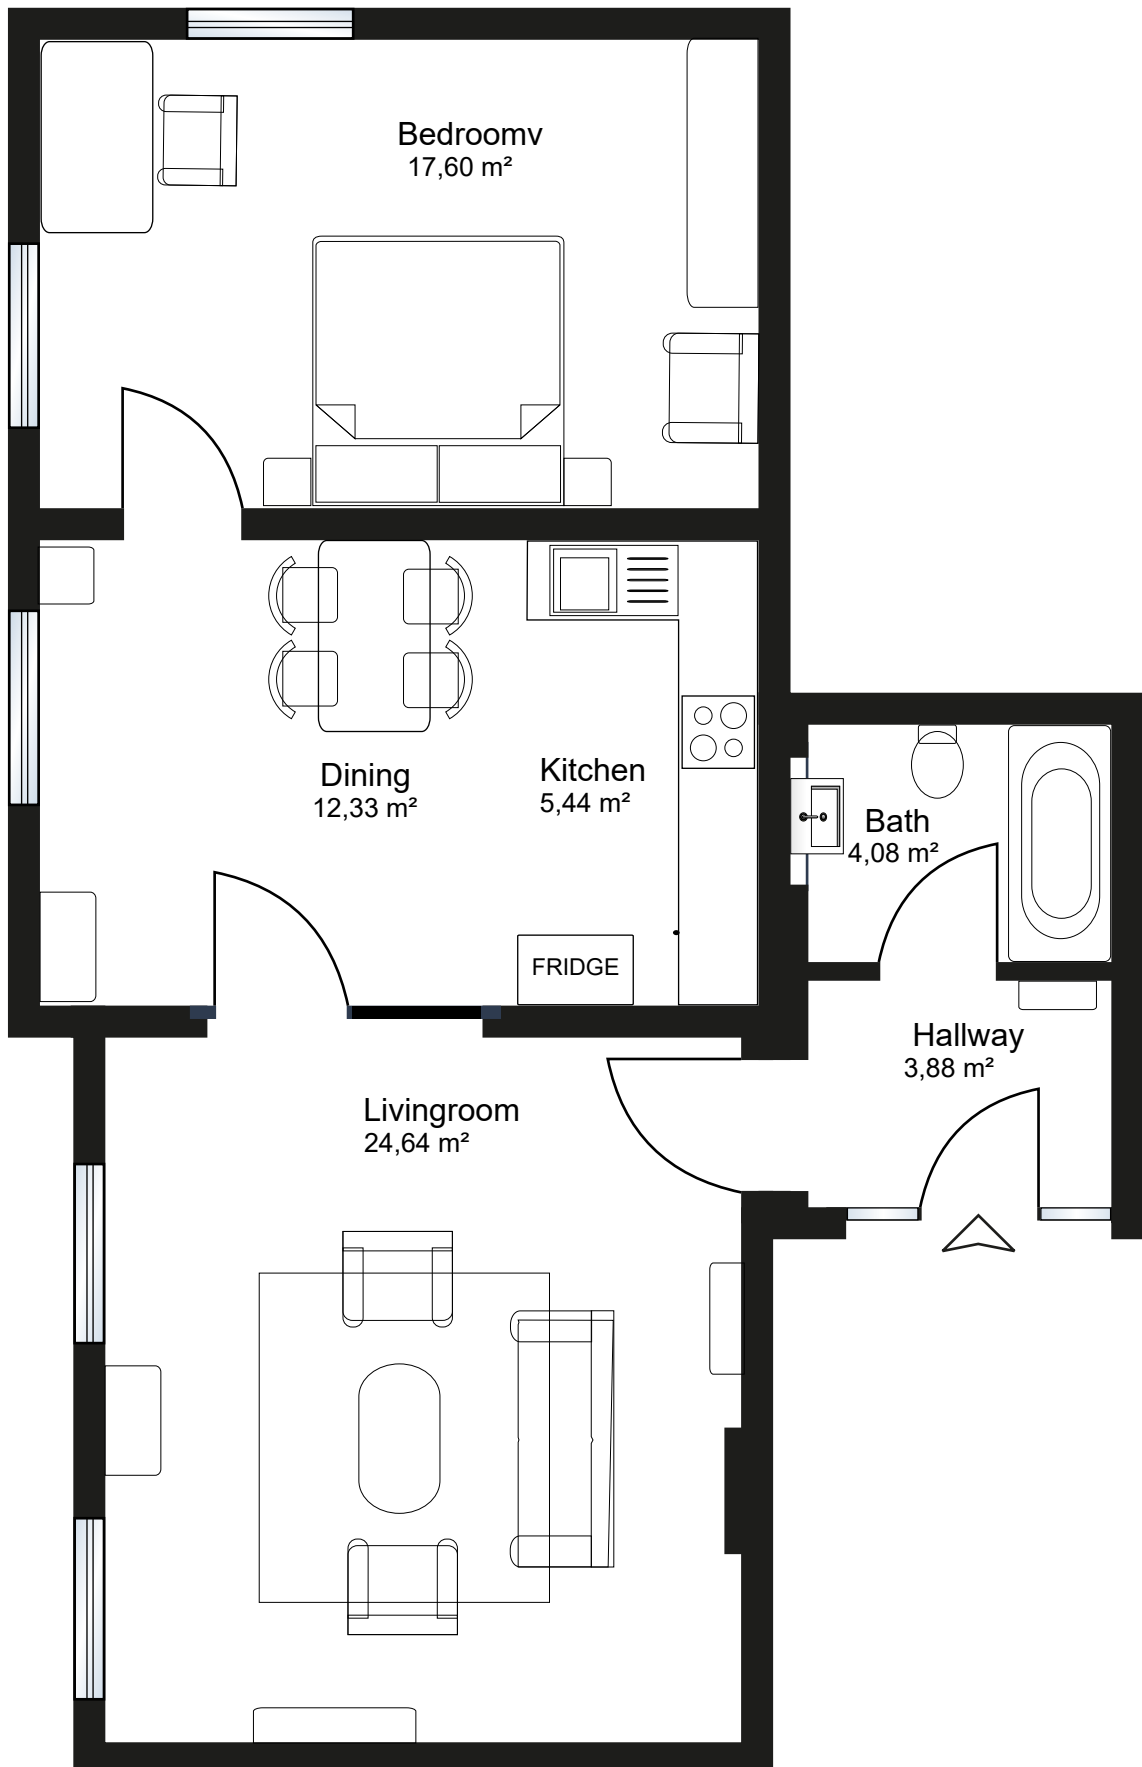 Bedroomv
17,60 m²
Dining
12,33 m²
Kitchen
5,44 m²
Bath
4,08 m²
FRIDGE
Hallway
3,88 m²
Livingroom
24,64 m²